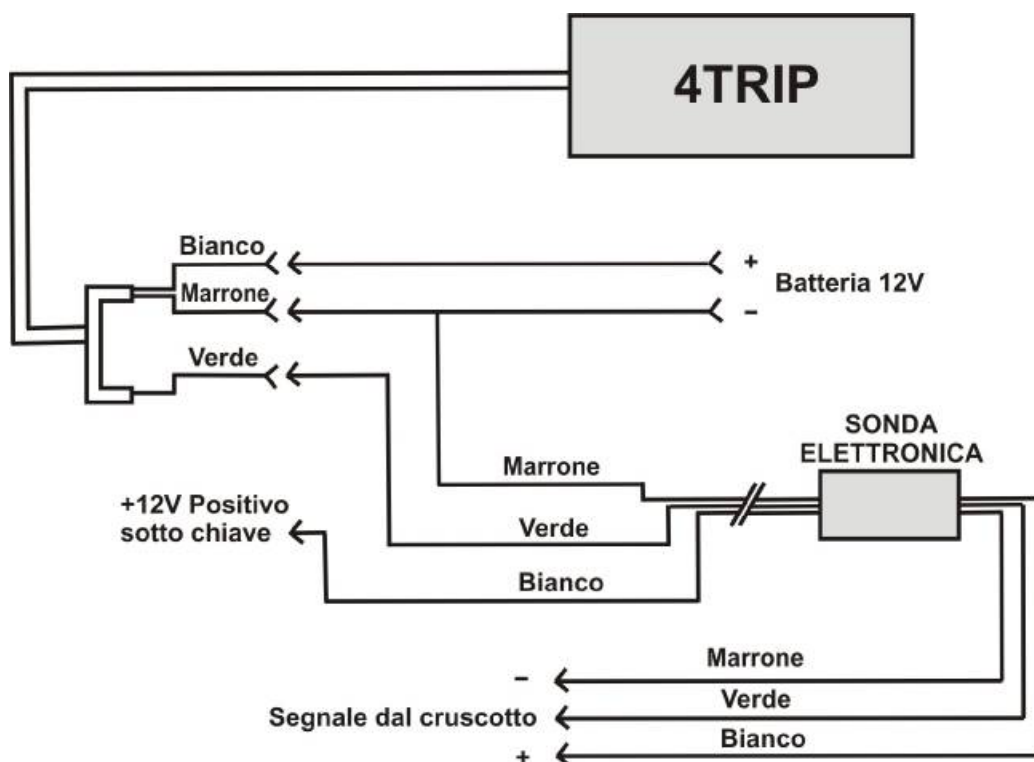 4TRIP
Bianco
+
Marrone
Batteria 12V
-
Verde
SONDA
ELETTRONICA
Marrone
+12V Positivo
sotto chiave
Verde
Bianco
Marrone
-
Verde
Segnale dal cruscotto
Bianco
+